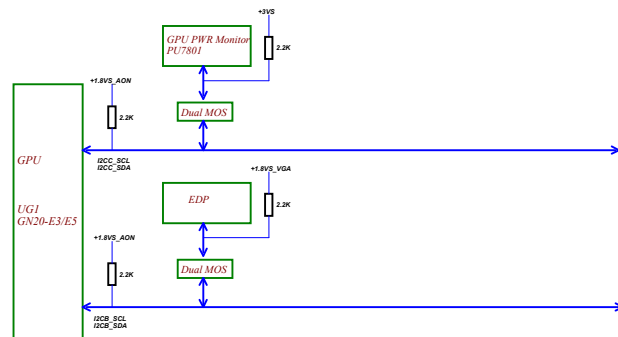 +3VS
GPU PWR Monitor
PU7801
2.2K
+1.8VS_AON
Dual MOS
2.2K
GPU
I2CC_SCL
I2CC_SDA
+1.8VS_VGA
EDP
2.2K
UG1
GN20-E3/E5
+1.8VS_AON
Dual MOS
2.2K
I2CB_SCL
I2CB_SDA